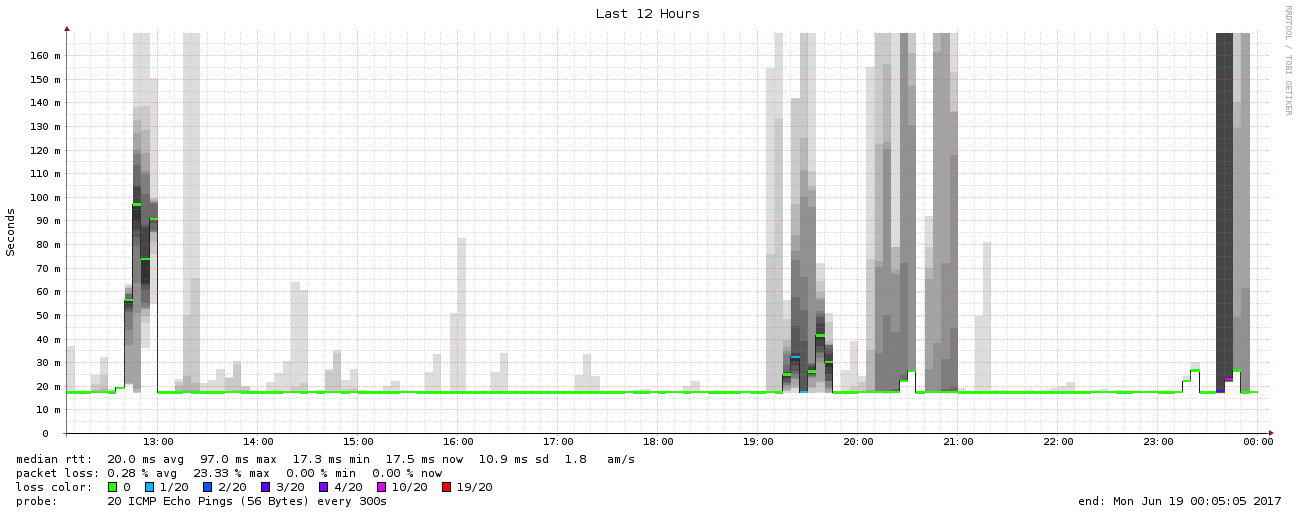 Last 12 Hours
RRDTOOL / TOBI OETIKER
Seconds
160 m
150 m
140 m
130 m
120 m
110 m
100 m
90 m
80 m
70 m
60 m
50 m
40 m
30 m
20 m
10 m
0
13:00 14:00 15:00 16:00 17:00 18:00 19:00 20:00 21:00 22:00 23:00 00:00
median rtt: 20.0 ms avg 97.0 ms max 17.3 ms min 17.5 ms now 10.9 ms sd 1.8 am/s
packet loss: 0.28 % avg 23.33 % max 0.00 % min 0.00 % now
loss color: 0 1/20 2/20 3/20 4/20 10/20 19/20
probe: 20 ICMP Echo Pings (56 Bytes) every 300s end: Mon Jun 19 00:05:05 2017